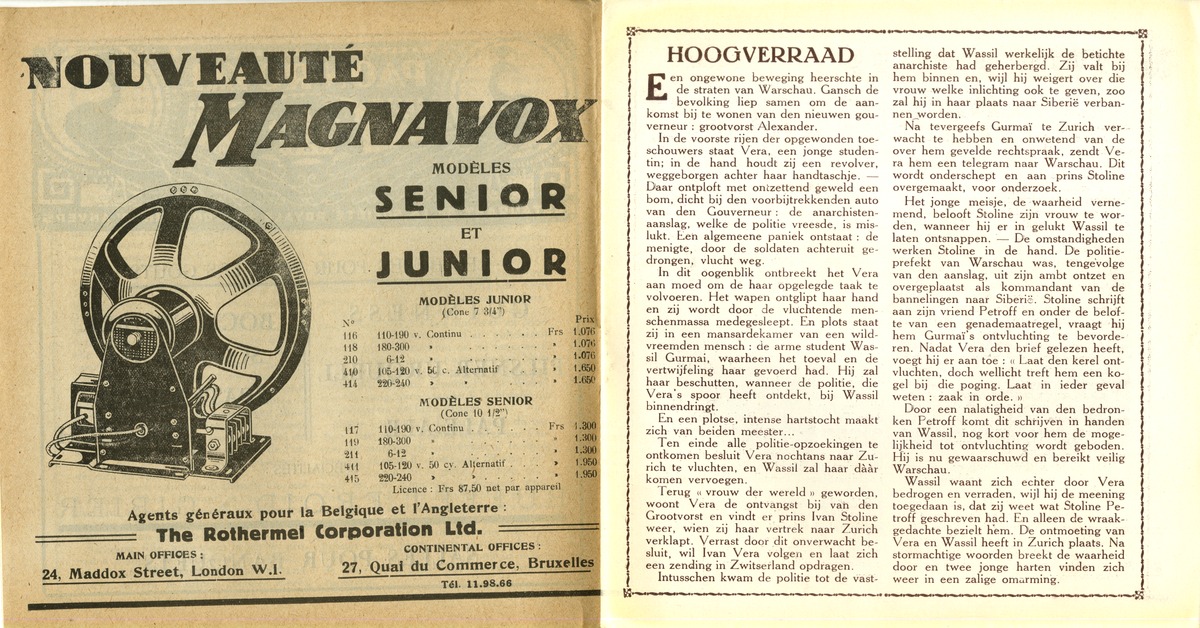 NOUVEAUTÉ
MAGNAVOX
MODÈLES
SENIOR
ET
JUNIOR
MODÈLES JUNIOR
(Cone 7 3/4")
N° Prix
116 110-190 v. Continu . . . . Frs 1.076
118 180-300 » . . . . » 1.076
210 6-12 » . . . . » 1.076
410 105-120 v. 50 c. Alternatif . . . . » 1.650
414 220-240 » » . . . . » 1.650
MODÈLES SENIOR
(Cone 10 1/2")
117 110-190 v. Continu . . . . Frs 1.300
119 180-300 » . . . . » 1.300
211 6-12 » . . . . » 1.300
411 105-120 v. 50 cy. Alternatif . . . . » 1.950
415 220-240 » » . . . . » 1.950
Licence : Frs 87,50 net par appareil
Agents généraux pour la Belgique et l'Angleterre :
The Rothermel Corporation Ltd.
MAIN OFFICES :
24, Maddox Street, London W.I.
CONTINENTAL OFFICES :
27, Quai du Commerce, Bruxelles
Tél. 11.98.66
HOOGVERRAAD
Een ongewone beweging heerschte in
de straten van Warschau. Gansch de
bevolking liep samen om de aan-
komst bij te wonen van den nieuwen gou-
verneur : grootvorst Alexander.
In de voorste rijen der opgewonden toe-
schouwers staat Vera, een jonge studen-
tin; in de hand houdt zij een revolver,
weggeborgen achter haar handtaschje. —
Daar ontploft met ontzettend geweld een
bom, dicht bij den voorbijtrekkenden auto
van den Gouverneur : de anarchisten-
aanslag, welke de politie vreesde, is mis-
lukt. Een algemeene paniek ontstaat : de
menigte, door de soldaten achteruit ge-
drongen, vlucht weg.
In dit oogenblik ontbreekt het Vera
aan moed om de haar opgelegde taak te
volvoeren. Het wapen ontglipt haar hand
en zij wordt door de vluchtende men-
schenmassa medegesleept. En plots staat
zij in een mansardekamer van een wild-
vreemden mensch : de arme student Was-
sil Gurmai, waarheen het toeval en de
vertwijfeling haar gevoerd had. Hij zal
haar beschutten, wanneer de politie, die
Vera's spoor heeft ontdekt, bij Wassil
binnendringt.
En een plotse, intense hartstocht maakt
zich van beiden meester...
Ten einde alle politie-opzoekingen te
ontkomen besluit Vera nochtans naar Zu-
rich te vluchten, en Wassil zal haar dààr
komen vervoegen.
Terug « vrouw der wereld » geworden,
woont Vera de ontvangst bij van den
Grootvorst en vindt er prins Ivan Stoline
weer, wien zij haar vertrek naar Zurich
verklapt. Verrast door dit onverwacht be-
sluit, wil Ivan Vera volgen en laat zich
een zending in Zwitserland opdragen.
Intusschen kwam de politie tot de vast-
stelling dat Wassil werkelijk de betichte
anarchiste had geherbergd. Zij valt bij
hem binnen en, wijl hij weigert over die
vrouw welke inlichting ook te geven, zoo
zal hij in haar plaats naar Siberië verban-
nen worden.
Na tevergeefs Gurmaï te Zurich ver-
wacht te hebben en onwetend van de
over hem gevelde rechtspraak, zendt Ve-
ra hem een telegram naar Warschau. Dit
wordt onderschept en aan prins Stoline
overgemaakt, voor onderzoek.
Het jonge meisje, de waarheid verne-
mend, belooft Stoline zijn vrouw te wor-
den, wanneer hij er in gelukt Wassil te
laten ontsnappen. — De omstandigheden
werken Stoline in de hand. De politie-
prefekt van Warschau was, tengevolge
van den aanslag, uit zijn ambt ontzet en
overgeplaatst als kommandant van de
bannelingen naar Siberië. Stoline schrijft
aan zijn vriend Petroff en onder de belof-
te van een genademaatregel, vraagt hij
hem Gurmaï's ontvluchting te bevorde-
ren. Nadat Vera den brief gelezen heeft,
voegt hij er aan toe : « Laat den kerel ont-
vluchten, doch wellicht treft hem een ko-
gel bij die poging. Laat in ieder geval
weten : zaak in orde. »
Door een nalatigheid van den bedron-
ken Petroff komt dit schrijven in handen
van Wassil, nog kort voor hem de moge-
lijkheid tot ontvluchting wordt geboden.
Hij is nu gewaarschuwd en bereikt veilig
Warschau.
Wassil waant zich echter door Vera
bedrogen en verraden, wijl hij de meening
toegedaan is, dat zij weet wat Stoline Pe-
troff geschreven had. En alleen de wraak-
gedachte bezielt hem. De ontmoeting van
Vera en Wassil heeft in Zurich plaats. Na
stormachtige woorden breekt de waarheid
door en twee jonge harten vinden zich
weer in een zalige omarming.